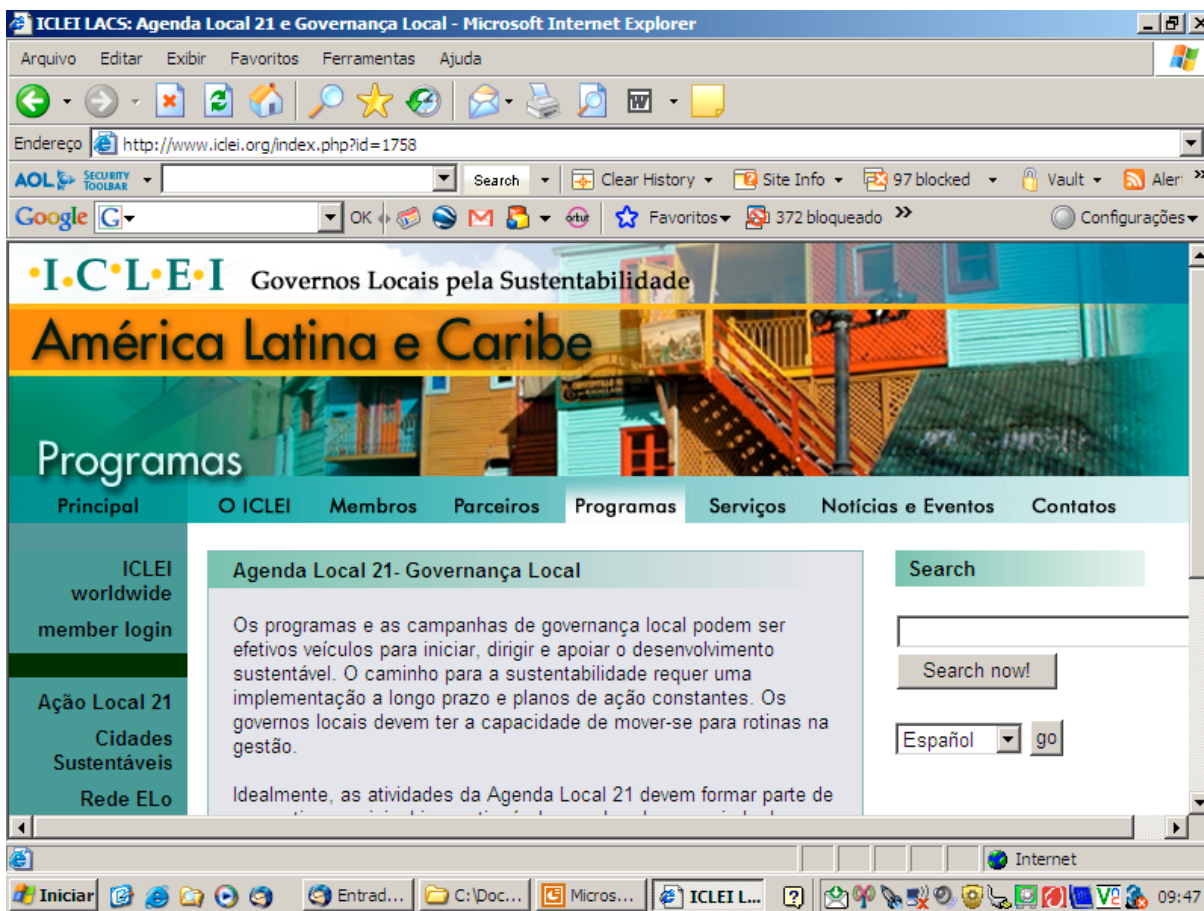 ICLEI LACS: Agenda Local 21 e Governança Local - Microsoft Internet Explorer
Arquivo Editar Exibir Favoritos Ferramentas Ajuda
Endereço http://www.iclei.org/index.php?id=1758
AOL SECURITY TOOLBAR Search Clear History Site Info 97 blocked Vault Aler
Google G OK Favoritos 372 bloqueado Configurações
·I·C·L·E·I Governos Locais pela Sustentabilidade
América Latina e Caribe
Programas
Principal O ICLEI Membros Parceiros Programas Serviços Notícias e Eventos Contatos
ICLEI
worldwide
member login
Ação Local 21
Cidades
Sustentáveis
Rede ELo
Agenda Local 21- Governança Local
Os programas e as campanhas de governança local podem ser
efetivos veículos para iniciar, dirigir e apoiar o desenvolvimento
sustentável. O caminho para a sustentabilidade requer uma
implementação a longo prazo e planos de ação constantes. Os
governos locais devem ter a capacidade de mover-se para rotinas na
gestão.
Idealmente, as atividades da Agenda Local 21 devem formar parte de
Search
Search now!
Español go
Internet
Iniciar Entrad... C:\Doc... Micros... ICLEI L... 09:47